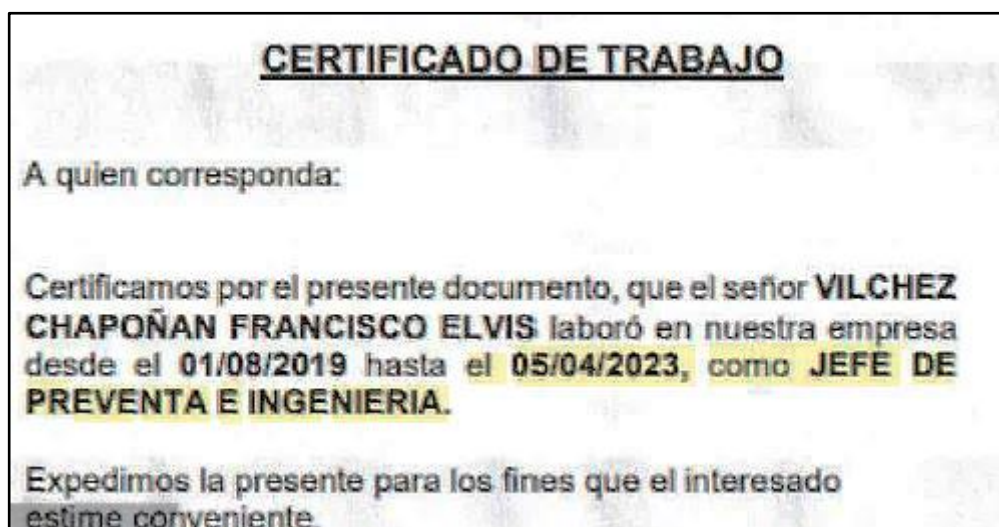 CERTIFICADO DE TRABAJO
A quien corresponda:
Certificamos por el presente documento, que el señor VILCHEZ
CHAPOÑAN FRANCISCO ELVIS laboró en nuestra empresa
desde el 01/08/2019 hasta el 05/04/2023, como JEFE DE
PREVENTA E INGENIERIA.
Expedimos la presente para los fines que el interesado
estime conveniente.